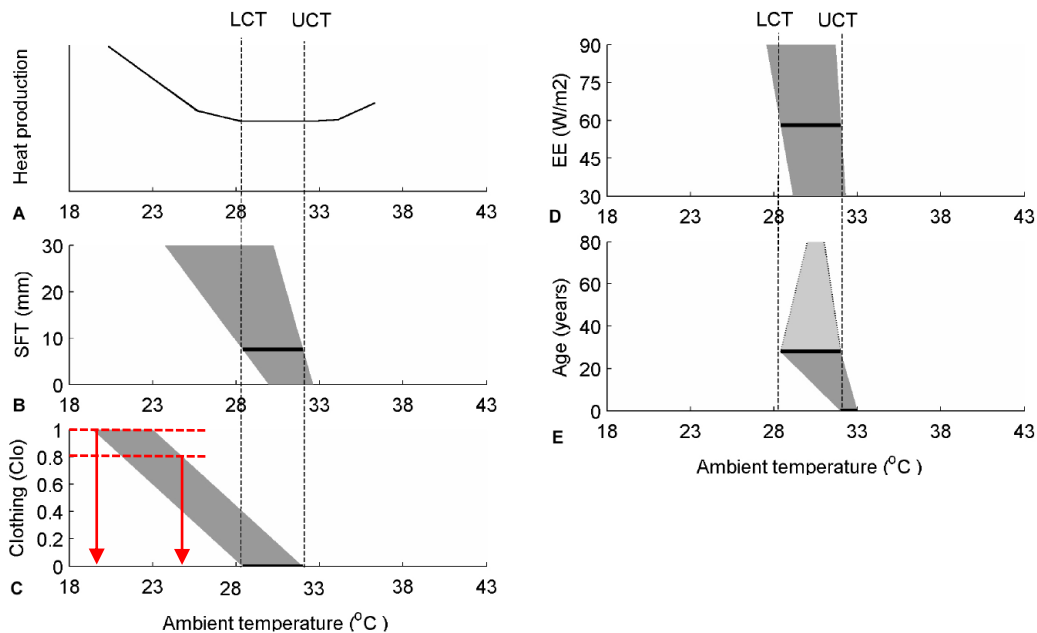 LCT UCT
Heat production
A
18 23 28 33 38 43
SFT (mm)
30
20
10
0
B
18 23 28 33 38 43
Clothing (Clo)
1
0.8
0.6
0.4
0.2
0
C
18 23 28 33 38 43
Ambient temperature (°C )
LCT UCT
EE (W/m2)
90
75
60
45
30
D
18 23 28 33 38 43
Age (years)
80
60
40
20
0
E
18 23 28 33 38 43
Ambient temperature (°C )